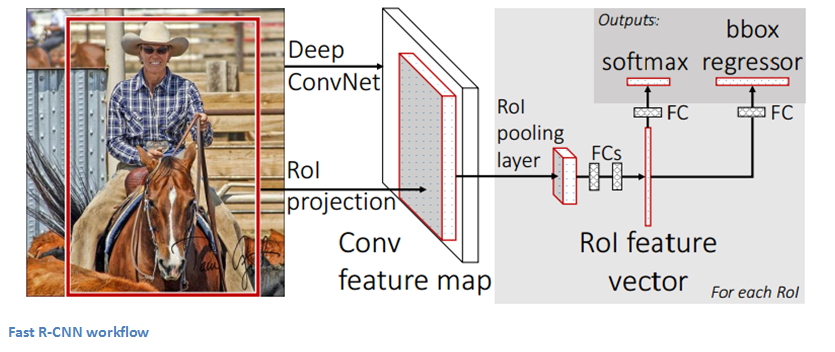 Deep
ConvNet
RoI
projection
Conv
feature map
RoI
pooling
layer
FCs
RoI feature
vector
Outputs:
softmax
bbox
regressor
FC
FC
For each RoI
Fast R-CNN workflow